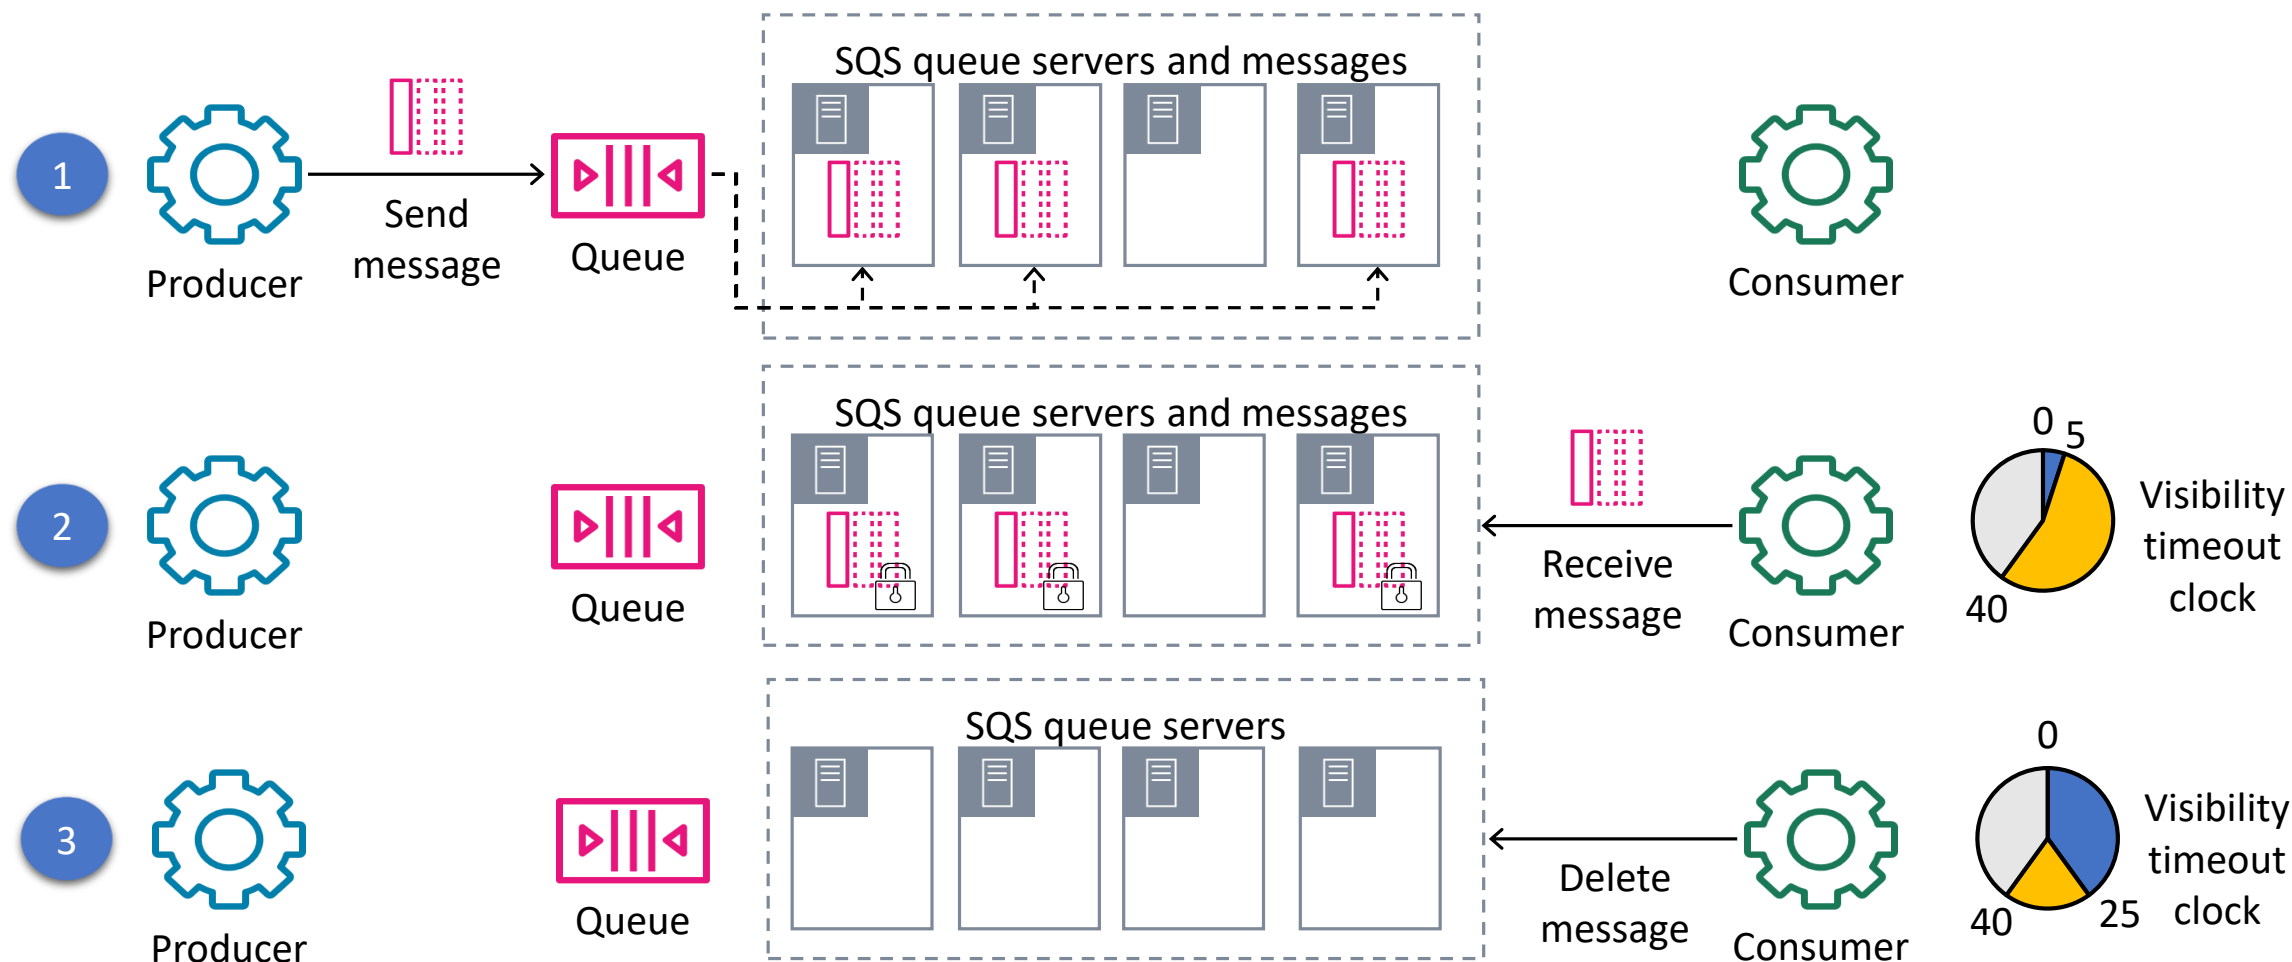 SQS queue servers and messages
1
Send
message
Producer
Queue
Consumer
SQS queue servers and messages
2
0
5
40
Visibility
timeout
clock
Receive
message
Producer
Queue
Consumer
SQS queue servers
3
0
25
40
Visibility
timeout
clock
Delete
message
Producer
Queue
Consumer